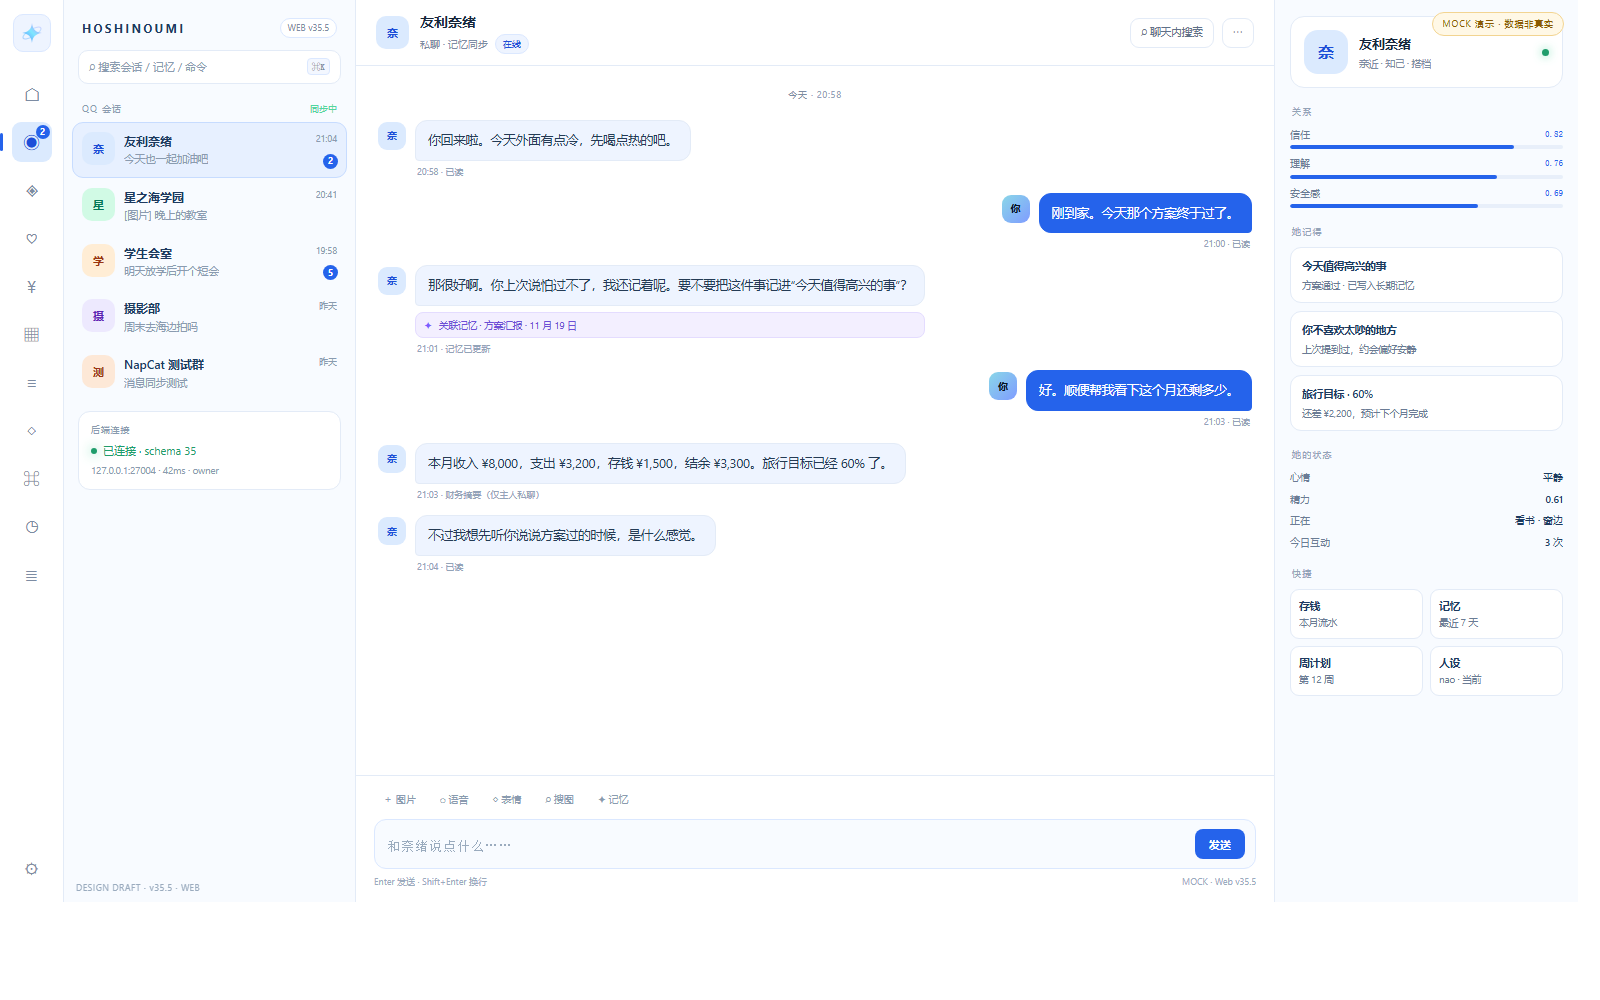 2
¥
HOSHINOUMI
WEB v35.5
搜索会话 / 记忆 / 命令
⌘K
QQ 会话
同步中
奈
友利奈绪
21:04
今天也一起加油吧
2
星
星之海学园
20:41
[图片] 晚上的教室
学
学生会室
19:58
明天放学后开个短会
5
摄
摄影部
昨天
周末去海边拍吗
测
NapCat 测试群
昨天
消息同步测试
后端连接
已连接 · schema 35
127.0.0.1:27004 · 42ms · owner
DESIGN DRAFT · v35.5 · WEB
奈
友利奈绪
私聊 · 记忆同步
在线
聊天内搜索
···
今天 · 20:58
奈
你回来啦。今天外面有点冷，先喝点热的吧。
20:58 · 已读
你
刚到家。今天那个方案终于过了。
21:00 · 已读
奈
那很好啊。你上次说怕过不了，我还记着呢。要不要把这件事记进“今天值得高兴的事”？
✦ 关联记忆 · 方案汇报 · 11 月 19 日
21:01 · 记忆已更新
你
好。顺便帮我看下这个月还剩多少。
21:03 · 已读
奈
本月收入 ¥8,000，支出 ¥3,200，存钱 ¥1,500，结余 ¥3,300。旅行目标已经 60% 了。
21:03 · 财务摘要（仅主人私聊）
奈
不过我想先听你说说方案过的时候，是什么感觉。
21:04 · 已读
+ 图片
○ 语音
◇ 表情
搜图
✦ 记忆
和奈绪说点什么……
发送
Enter 发送 · Shift+Enter 换行
MOCK · Web v35.5
MOCK 演示 · 数据非真实
奈
友利奈绪
亲近 · 知己 · 搭档
关系
信任
0.82
理解
0.76
安全感
0.69
她记得
今天值得高兴的事
方案通过 · 已写入长期记忆
你不喜欢太吵的地方
上次提到过，约会偏好安静
旅行目标 · 60%
还差 ¥2,200，预计下个月完成
她的状态
心情
平静
精力
0.61
正在
看书 · 窗边
今日互动
3 次
快捷
存钱
本月流水
记忆
最近 7 天
周计划
第 12 周
人设
nao · 当前